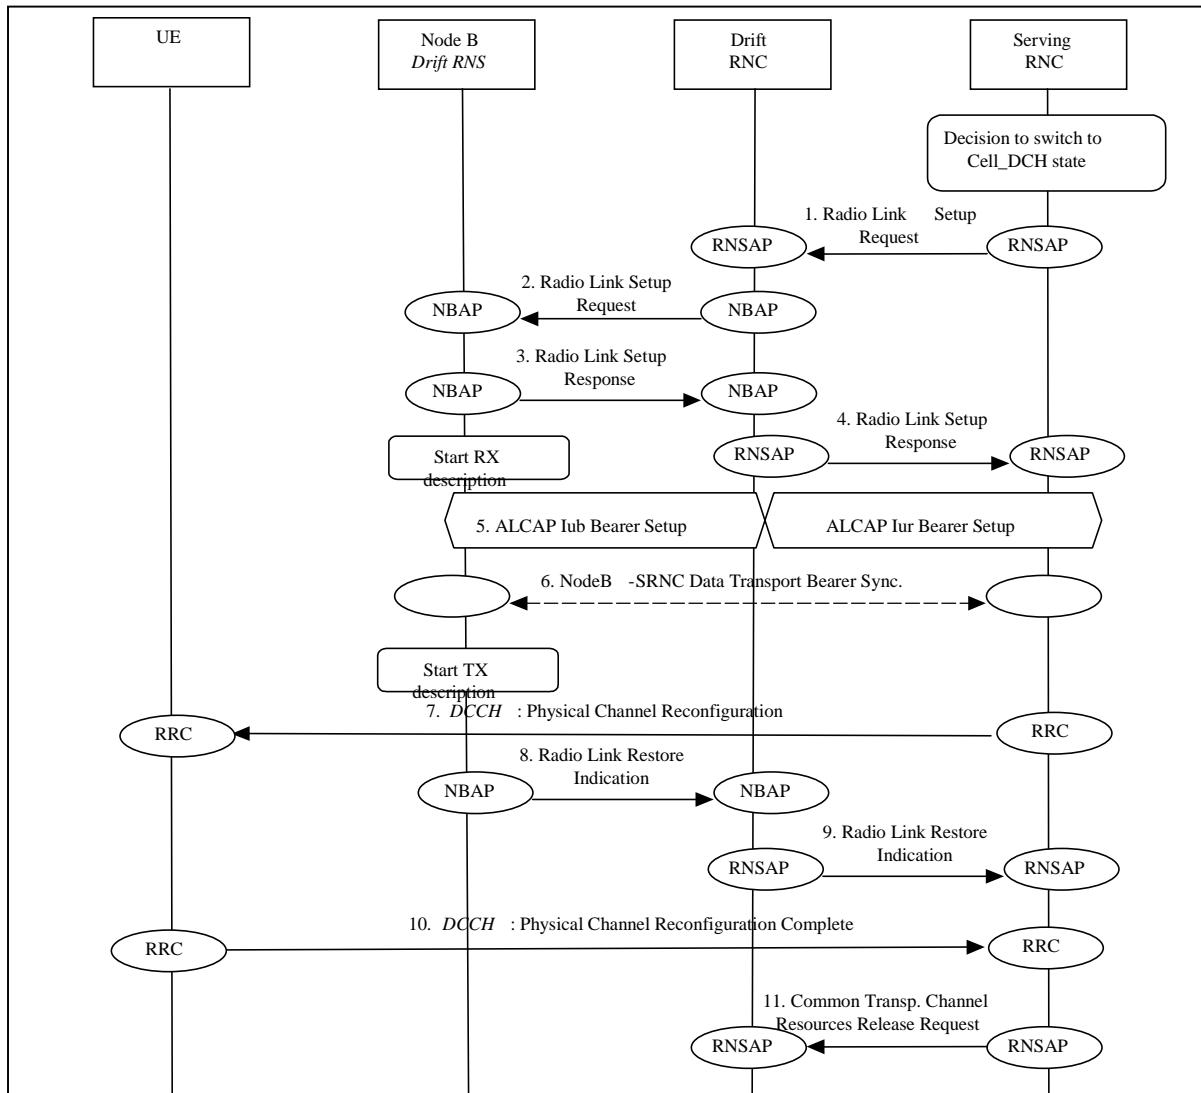 UE
Node B
Drift RNS
Drift
RNC
Serving
RNC
Decision to switch to
Cell_DCH state
1. Radio Link Setup
Request
RNSAP
RNSAP
2. Radio Link Setup
Request
NBAP
NBAP
3. Radio Link Setup
Response
NBAP
NBAP
4. Radio Link Setup
Response
Start RX
description
RNSAP
RNSAP
5. ALCAP Iub Bearer Setup
ALCAP Iur Bearer Setup
6. NodeB -SRNC Data Transport Bearer Sync.
Start TX
description
7. DCCH : Physical Channel Reconfiguration
RRC
RRC
8. Radio Link Restore
Indication
NBAP
NBAP
9. Radio Link Restore
Indication
RNSAP
RNSAP
10. DCCH : Physical Channel Reconfiguration Complete
RRC
RRC
11. Common Transp. Channel
Resources Release Request
RNSAP
RNSAP